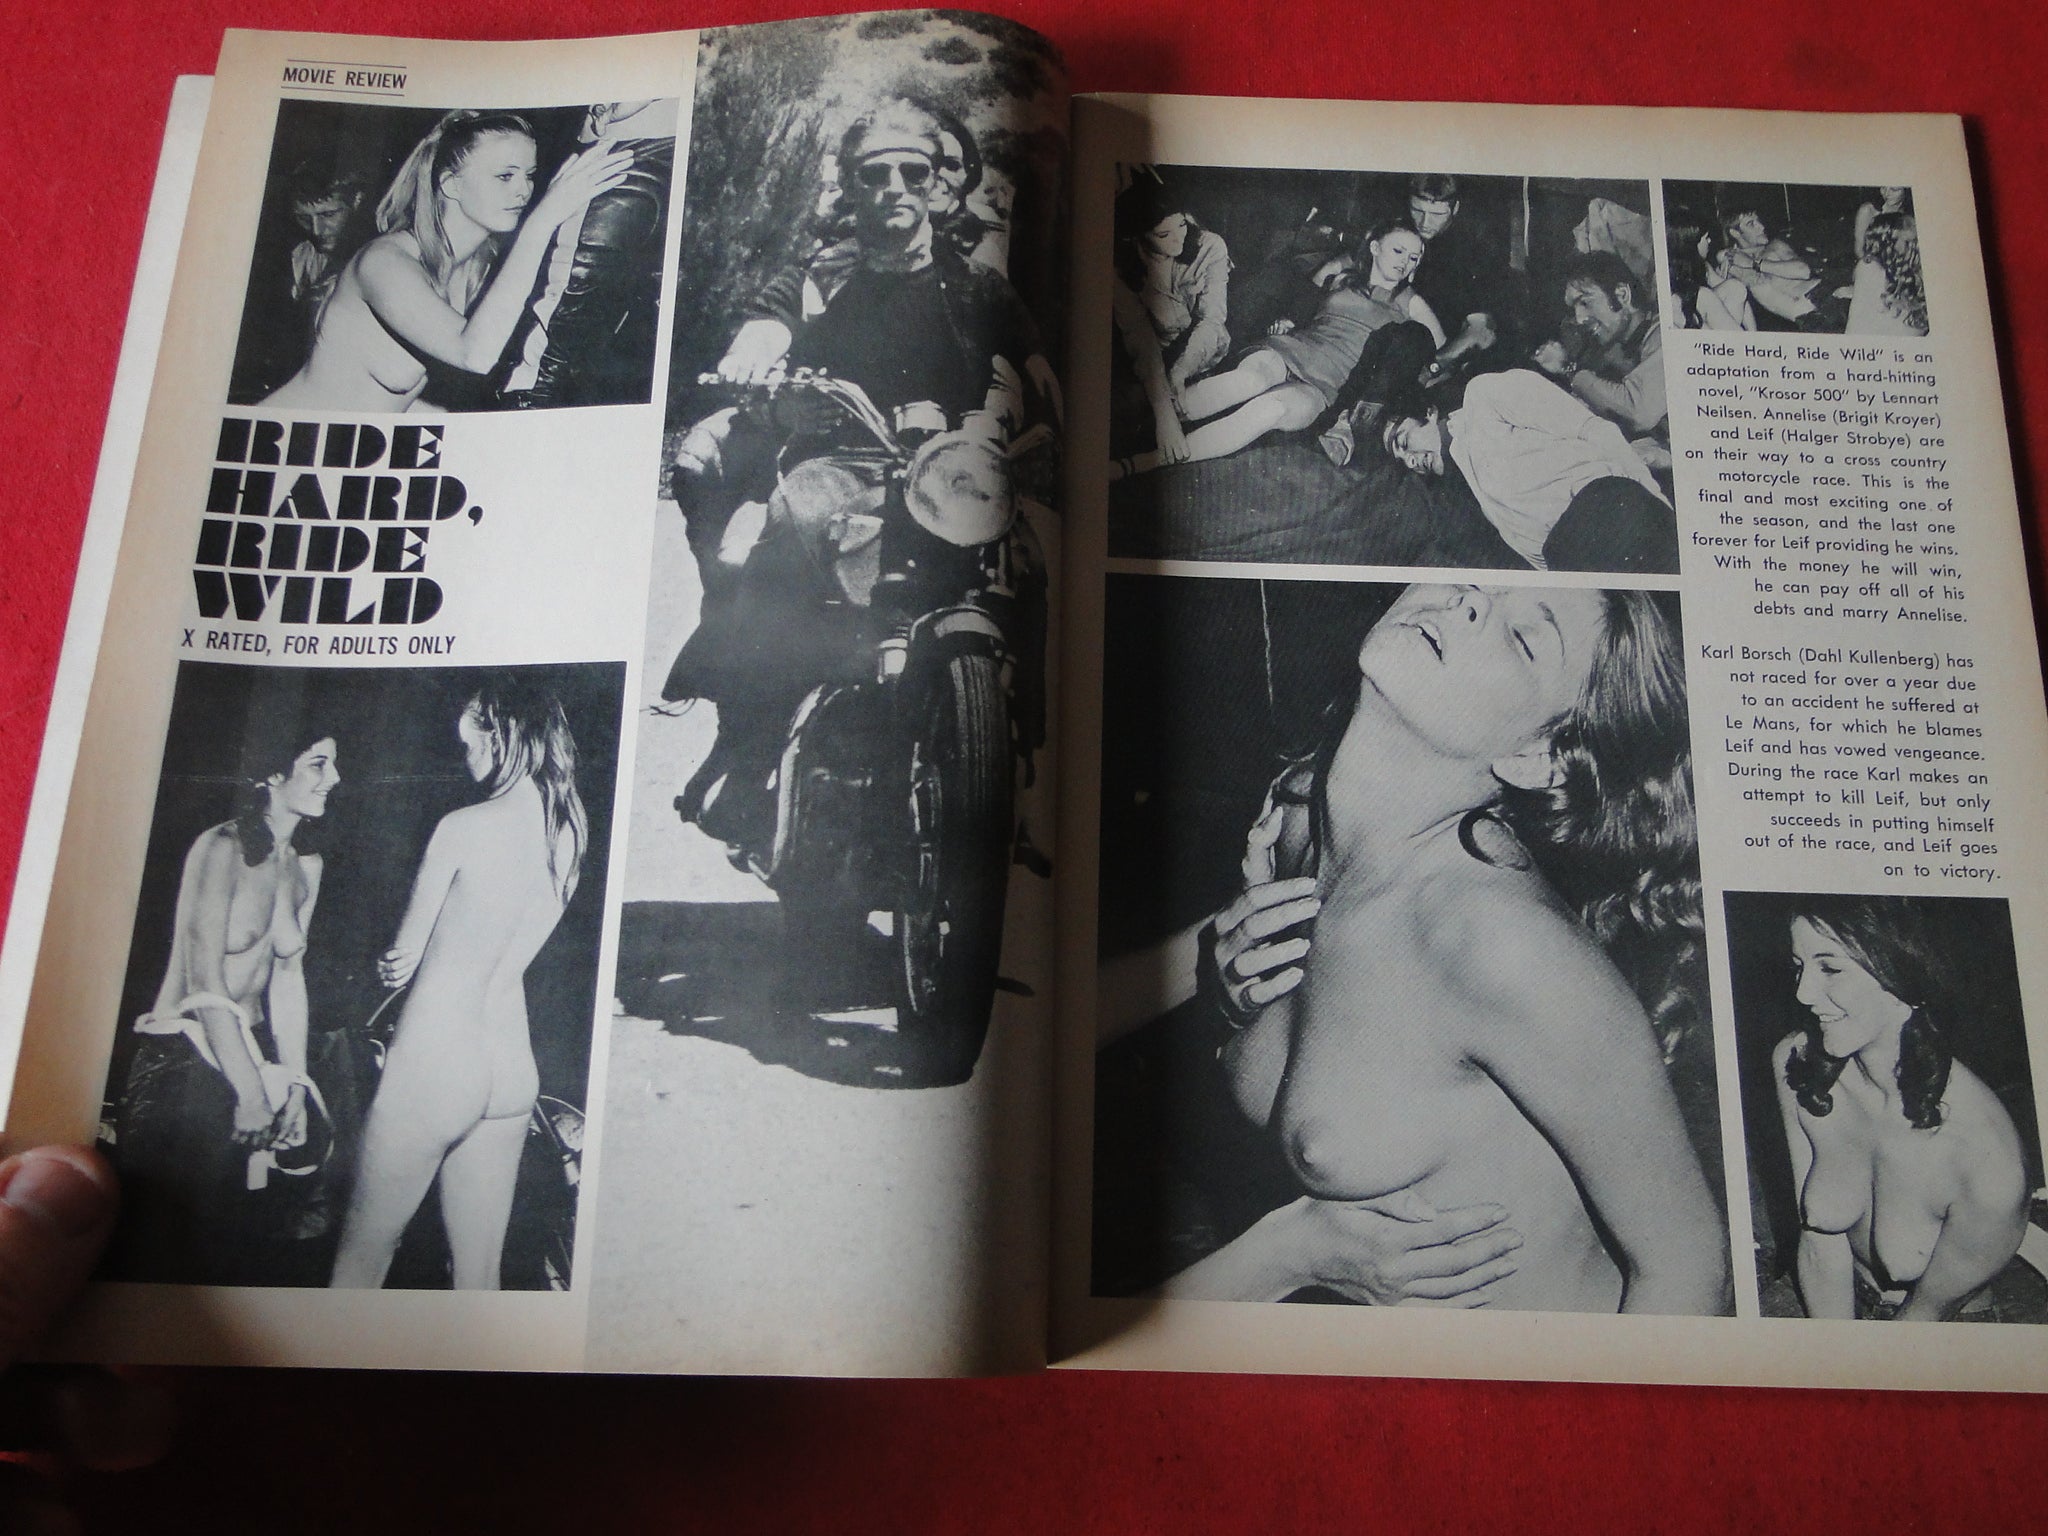 MOVIE REVIEW
RIDE
HARD,
RIDE
WILD
X RATED, FOR ADULTS ONLY
"Ride Hard, Ride Wild" is an
adaptation from a hard-hitting
novel, "Krosor 500" by Lennart
Neilsen. Annelise (Brigit Kroyer)
and Leif (Halger Strobye) are
on their way to a cross country
motorcycle race. This is the
final and most exciting one of
the season, and the last one
forever for Leif providing he wins.
With the money he will win,
he can pay off all of his
debts and marry Annelise.
Karl Borsch (Dahl Kullenberg) has
not raced for over a year due
to an accident he suffered at
Le Mans, for which he blames
Leif and has vowed vengeance.
During the race Karl makes an
attempt to kill Leif, but only
succeeds in putting himself
out of the race, and Leif goes
on to victory.